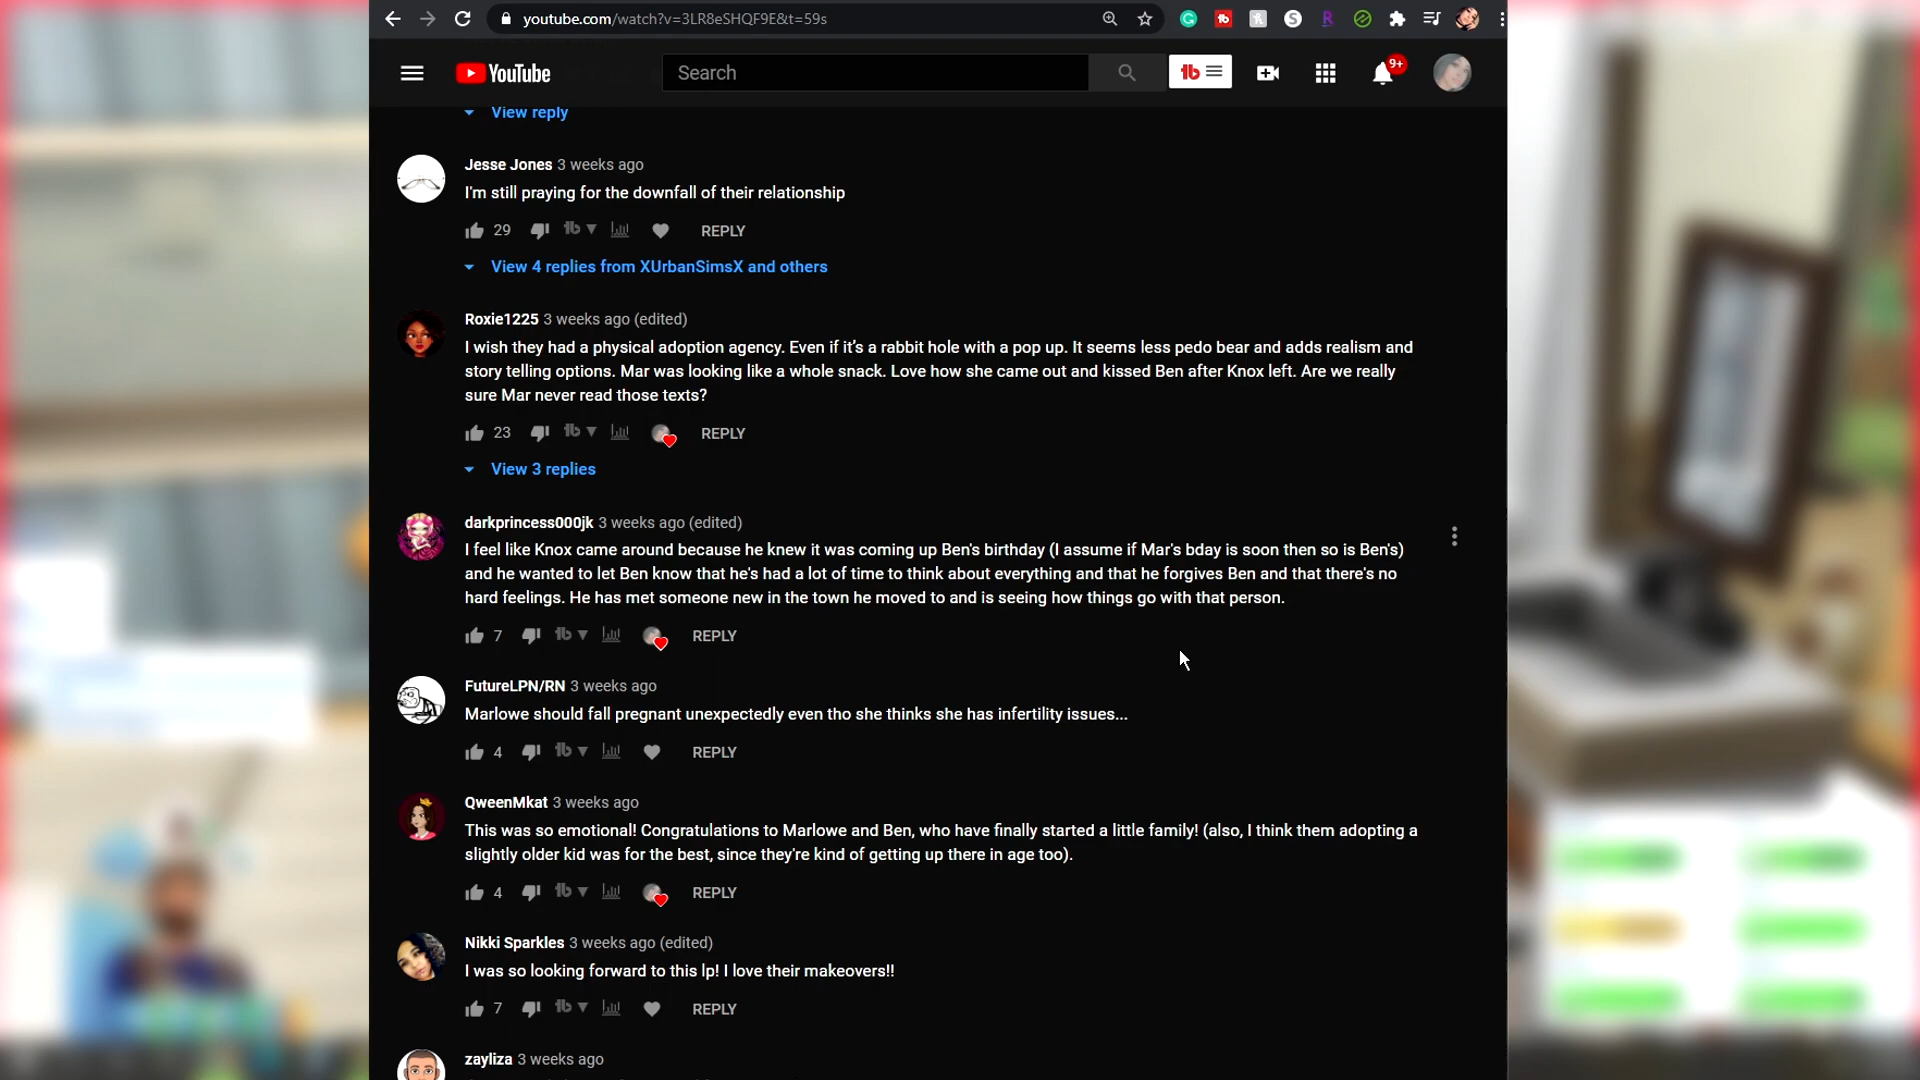 youtube.com/watch?v=3LR8eSHQF9E&t=59s
YouTube
Search
9+
View reply
Jesse Jones 3 weeks ago
I'm still praying for the downfall of their relationship
29 REPLY
View 4 replies from XUrbanSimsX and others
Roxie1225 3 weeks ago (edited)
I wish they had a physical adoption agency. Even if it's a rabbit hole with a pop up. It seems less pedo bear and adds realism and
story telling options. Mar was looking like a whole snack. Love how she came out and kissed Ben after Knox left. Are we really
sure Mar never read those texts?
23 REPLY
View 3 replies
darkprincess000jk 3 weeks ago (edited)
I feel like Knox came around because he knew it was coming up Ben's birthday (I assume if Mar's bday is soon then so is Ben's)
and he wanted to let Ben know that he's had a lot of time to think about everything and that he forgives Ben and that there's no
hard feelings. He has met someone new in the town he moved to and is seeing how things go with that person.
7 REPLY
FutureLPN/RN 3 weeks ago
Marlowe should fall pregnant unexpectedly even tho she thinks she has infertility issues...
4 REPLY
QweenMkat 3 weeks ago
This was so emotional! Congratulations to Marlowe and Ben, who have finally started a little family! (also, I think them adopting a
slightly older kid was for the best, since they're kind of getting up there in age too).
4 REPLY
Nikki Sparkles 3 weeks ago (edited)
I was so looking forward to this lp! I love their makeovers!!
7 REPLY
zayliza 3 weeks ago